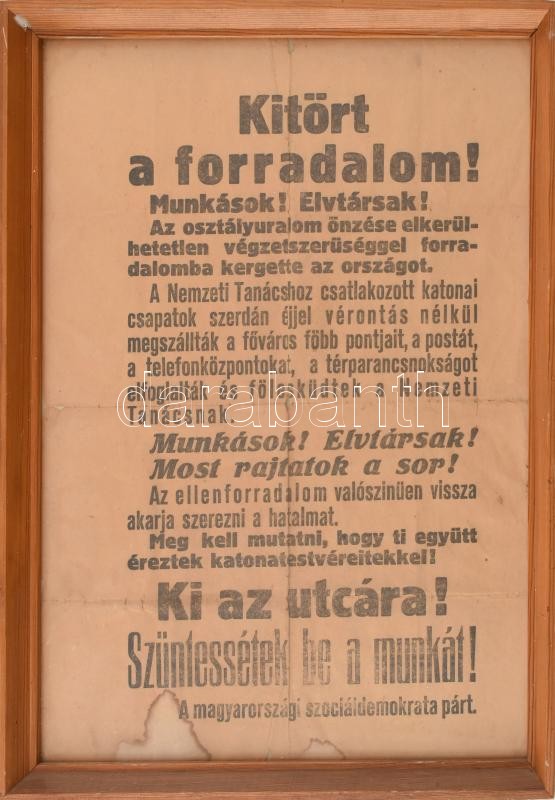 Kitört
a forradalom!
Munkások! Elvtársak!
Az osztályuralom önzése elkerül-
hetetlen végzetszerüséggel forra-
dalomba kergette az országot.
A Nemzeti Tanácshoz csatlakozott katonai
csapatok szerdán éjjel vérontás nélkül
megszállták a főváros főbb pontjait, a postát,
a telefonközpontokat, a térparancsnokságot
elfoglalták és fölesküdtek a Nemzeti
Tanácsnak.
darabanth
Munkások! Elvtársak!
Most rajtatok a sor!
Az ellenforradalom valószinüen vissza
akarja szerezni a hatalmat.
Meg kell mutatni, hogy ti együtt
éreztek katonatestvéreitekkel!
Ki az utcára!
Szüntessétek be a munkát!
A magyarországi szociáldemokrata párt.